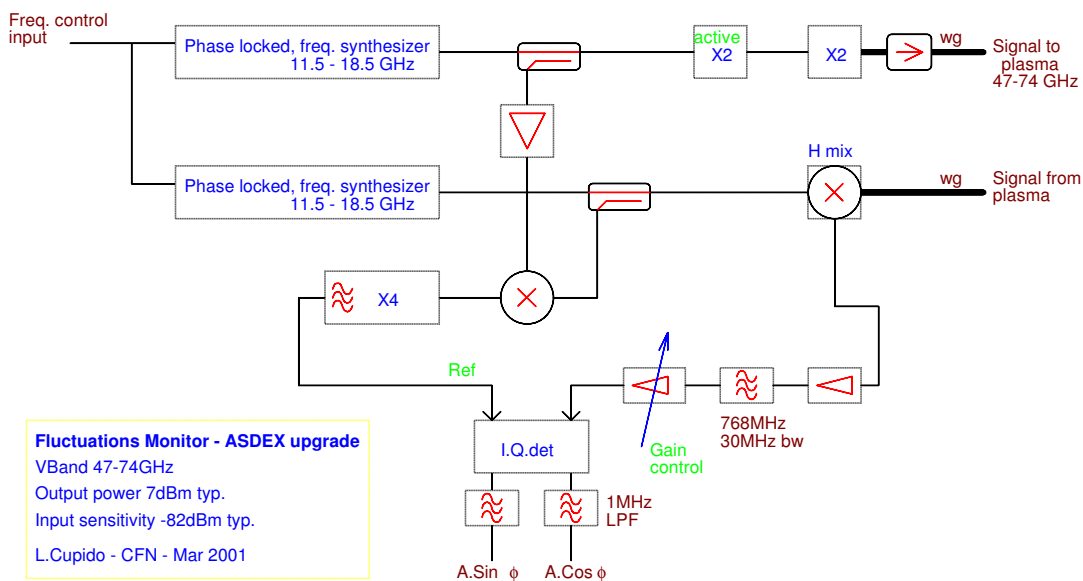 Freq. control
input
Phase locked, freq. synthesizer
11.5 - 18.5 GHz
active
X2
X2
wg
Signal to
plasma
47-74 GHz
Phase locked, freq. synthesizer
11.5 - 18.5 GHz
H mix
wg
Signal from
plasma
X4
Ref
768MHz
30MHz bw
Gain
control
I.Q.det
1MHz
LPF
A.Sin ϕ
A.Cos ϕ
Fluctuations Monitor - ASDEX upgrade
VBand 47-74GHz
Output power 7dBm typ.
Input sensitivity -82dBm typ.
L.Cupido - CFN - Mar 2001